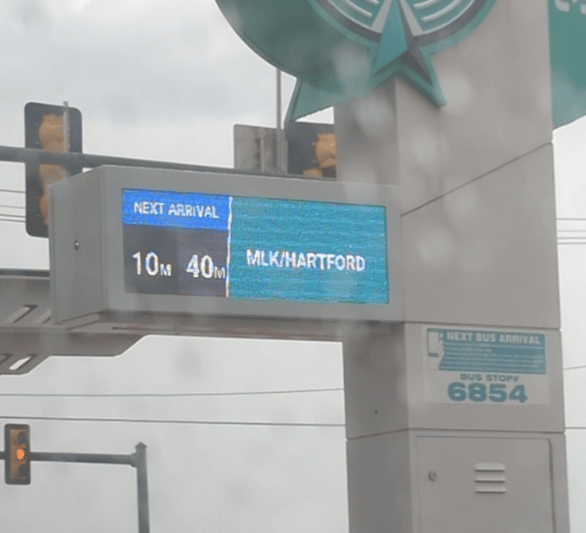 NEXT ARRIVAL
10M 40M
MLK/HARTFORD
NEXT BUS ARRIVAL
BUS STOP#
6854